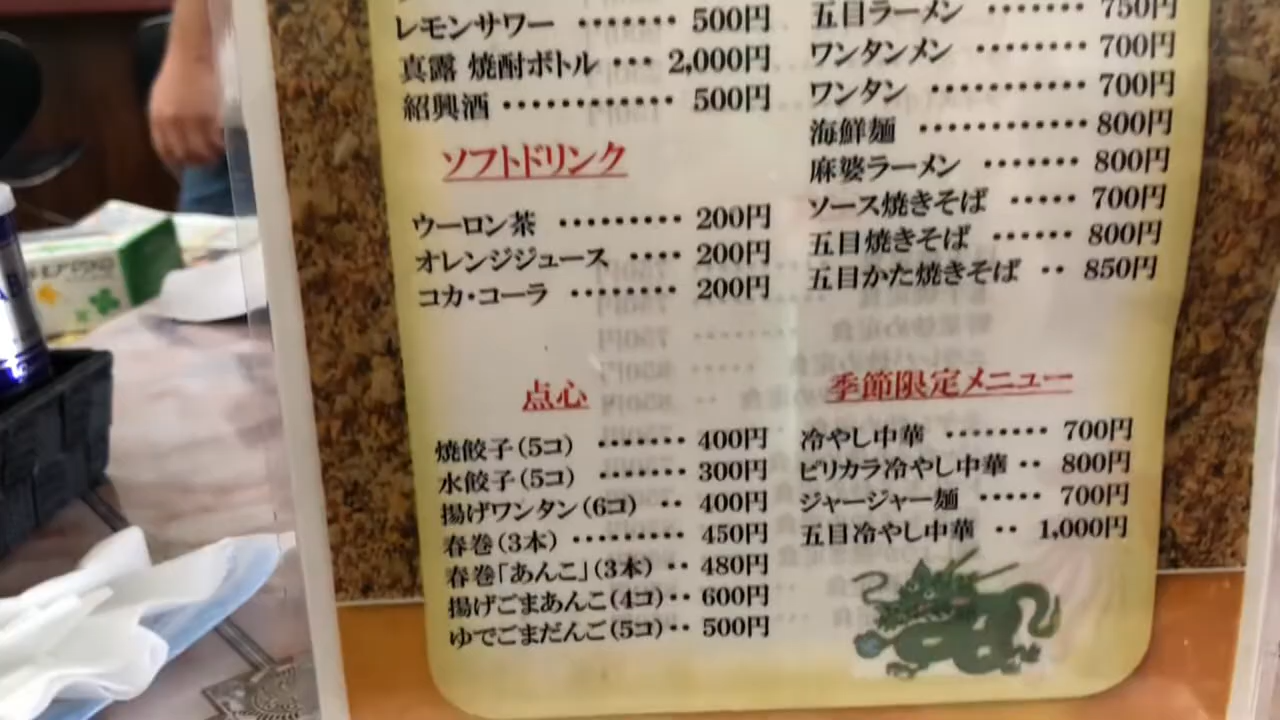 レモンサワー ······· 500円
真露 焼酎ボトル ··· 2,000円
紹興酒 ············ 500円
ソフトドリンク
ウーロン茶 ········· 200円
オレンジジュース ···· 200円
コカ・コーラ ········ 200円
点心
焼餃子(5コ) ······· 400円
水餃子(5コ) ······· 300円
揚げワンタン(6コ) ·· 400円
春巻(3本) ········· 450円
春巻「あんこ」(3本) ·· 480円
揚げごまあんこ(4コ) ·· 600円
ゆでごまだんご(5コ) ·· 500円
五目ラーメン ······· 750円
ワンタンメン ········ 700円
ワンタン ··········· 700円
海鮮麺 ············ 800円
麻婆ラーメン ······· 800円
ソース焼きそば ····· 700円
五目焼きそば ······ 800円
五目かた焼きそば ·· 850円
季節限定メニュー
冷やし中華 ········ 700円
ピリカラ冷やし中華 ·· 800円
ジャージャー麺 ····· 700円
五目冷やし中華 ·· 1,000円